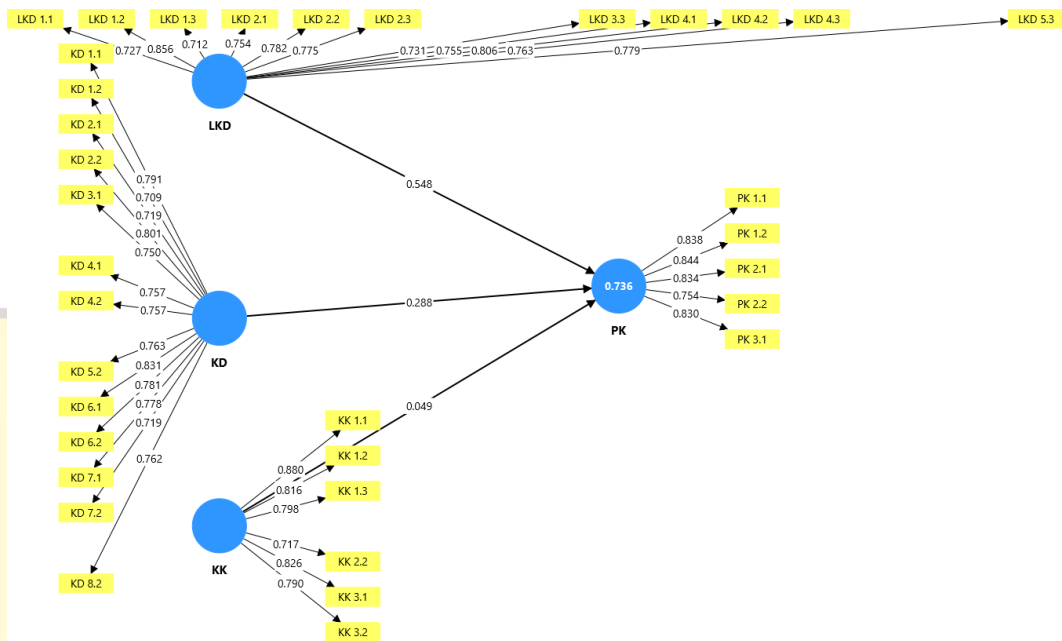 LKD 1.1 LKD 1.2 LKD 1.3 LKD 2.1 LKD 2.2 LKD 2.3 LKD 3.3 LKD 4.1 LKD 4.2 LKD 4.3 LKD 5.3
0.727 0.856 0.712 0.754 0.782 0.775 0.731 0.755 0.806 0.763 0.779
LKD
KD 1.1
KD 1.2
KD 2.1
KD 2.2
KD 3.1
KD 4.1
KD 4.2
KD 5.2
KD 6.1
KD 6.2
KD 7.1
KD 7.2
KD 8.2
0.791
0.709
0.719
0.801
0.750
0.757
0.757
0.763
0.831
0.781
0.778
0.719
0.762
KD
0.548
0.288
0.049
KK 1.1
KK 1.2
KK 1.3
KK 2.2
KK 3.1
KK 3.2
0.880
0.816
0.798
0.717
0.826
0.790
KK
0.736
PK
0.838
0.844
0.834
0.754
0.830
PK 1.1
PK 1.2
PK 2.1
PK 2.2
PK 3.1